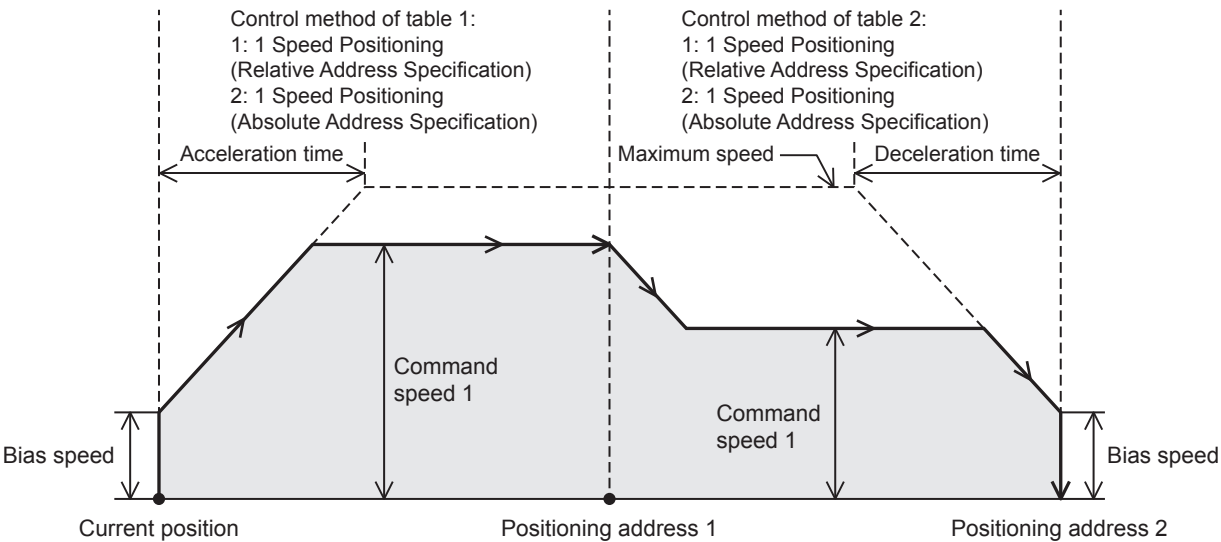 Control method of table 1:
1: 1 Speed Positioning
(Relative Address Specification)
2: 1 Speed Positioning
(Absolute Address Specification)
Control method of table 2:
1: 1 Speed Positioning
(Relative Address Specification)
2: 1 Speed Positioning
(Absolute Address Specification)
Acceleration time
Maximum speed
Deceleration time
Command
speed 1
Command
speed 1
Bias speed
Bias speed
Current position
Positioning address 1
Positioning address 2